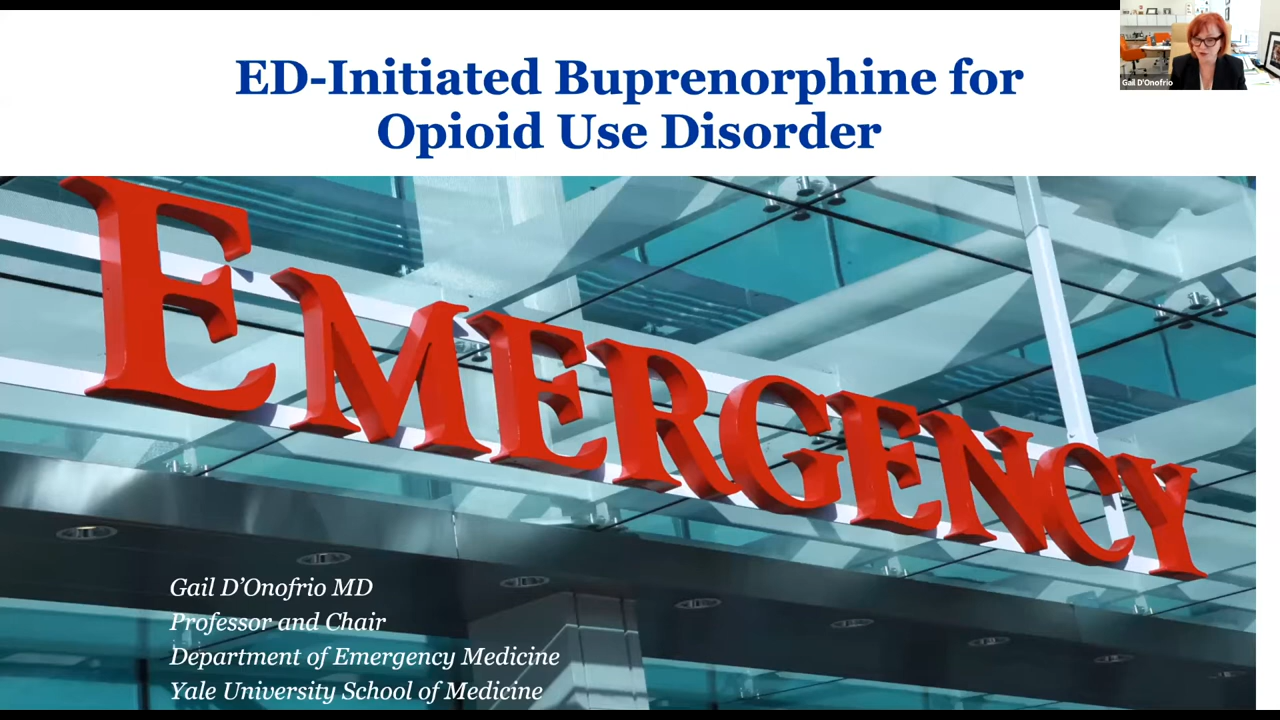 ED-Initiated Buprenorphine for
Opioid Use Disorder
Gail D'Onofrio
EMERGENCY
Gail D’Onofrio MD
Professor and Chair
Department of Emergency Medicine
Yale University School of Medicine